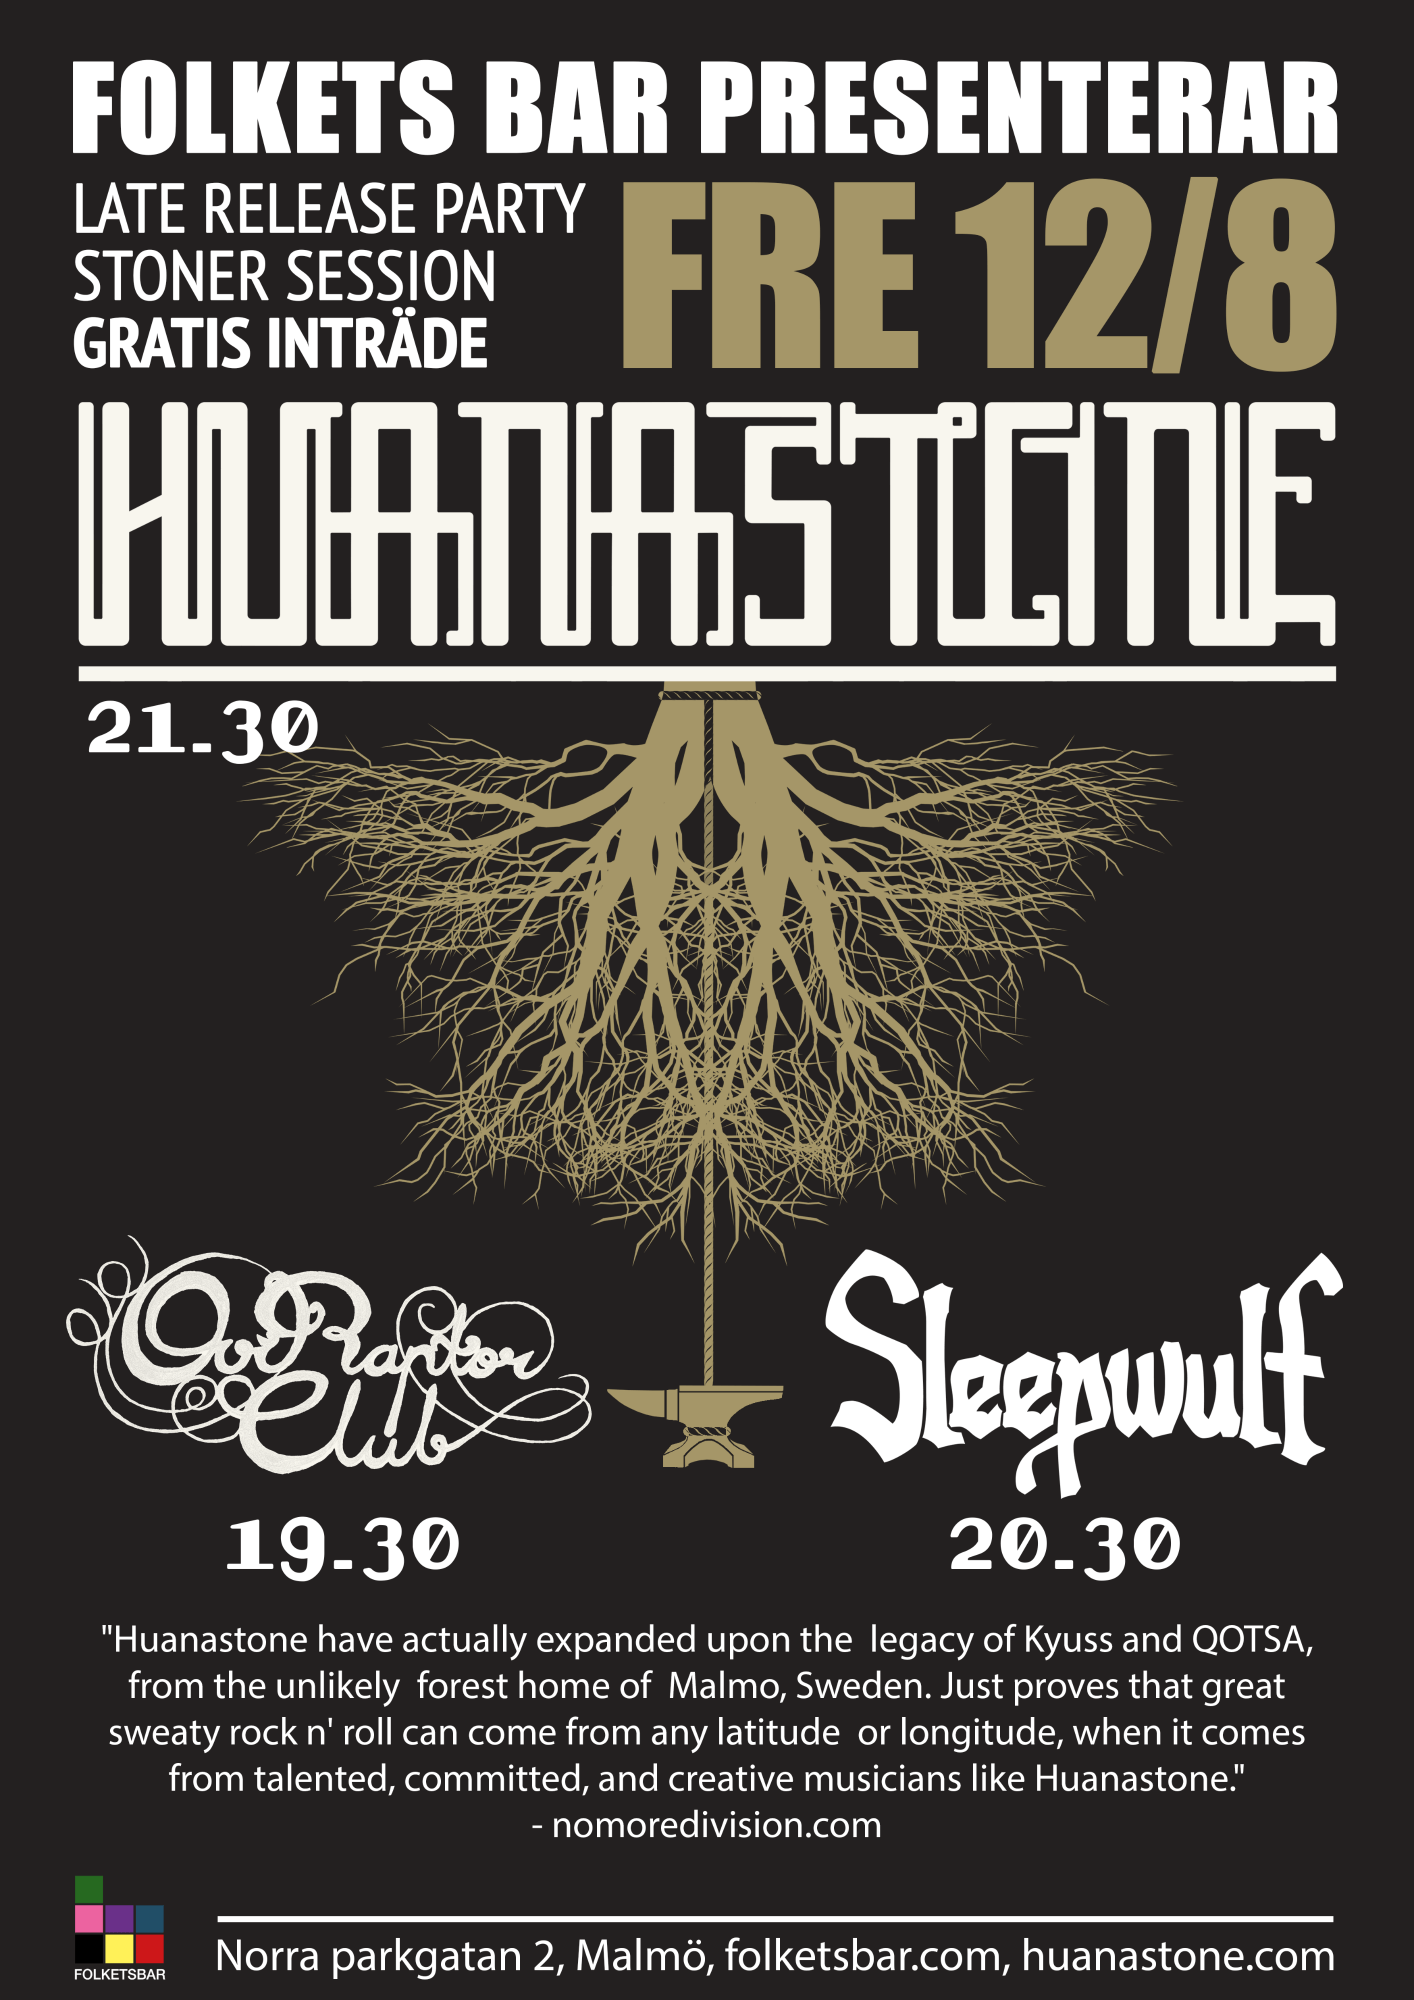 FOLKETS BAR PRESENTERAR
LATE RELEASE PARTY
STONER SESSION
GRATIS INTRÄDE
FRE 12/8
HUANASTONE
21.30
OvRaptor
Club
19.30
Sleepwulf
20.30
"Huanastone have actually expanded upon the legacy of Kyuss and QOTSA,
from the unlikely forest home of Malmo, Sweden. Just proves that great
sweaty rock n' roll can come from any latitude or longitude, when it comes
from talented, committed, and creative musicians like Huanastone."
- nomoredivision.com
FOLKETSBAR
Norra parkgatan 2, Malmö, folketsbar.com, huanastone.com